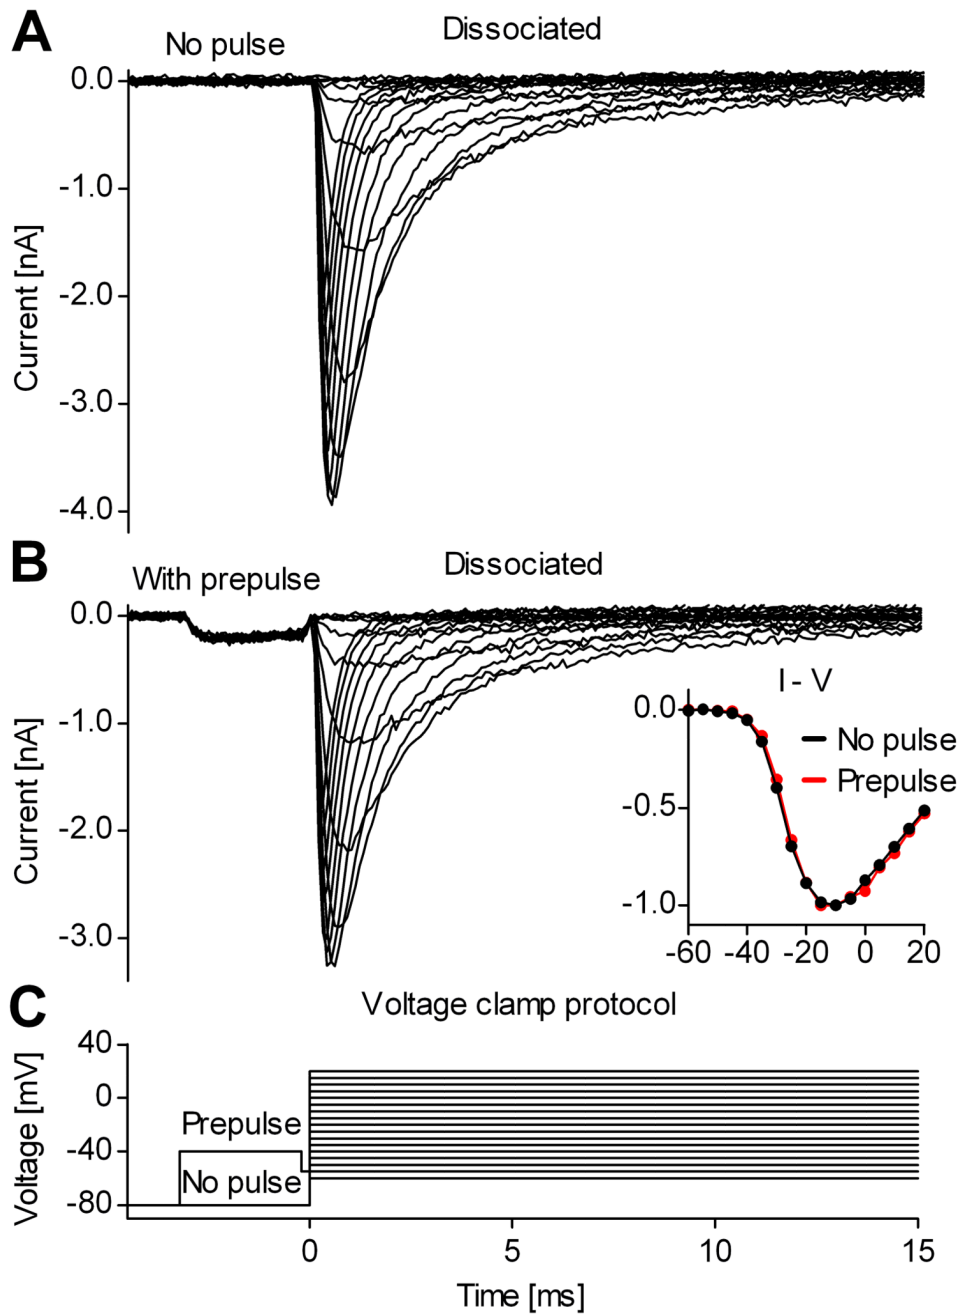 A
No pulse
Dissociated
0.0
-1.0
-2.0
-3.0
-4.0
Current [nA]
B
With prepulse
Dissociated
0.0
-1.0
-2.0
-3.0
Current [nA]
I - V
0.0
-0.5
-1.0
No pulse
Prepulse
-60 -40 -20 0 20
C
Voltage clamp protocol
40
0
-40
-80
Voltage [mV]
Prepulse
No pulse
0 5 10 15
Time [ms]